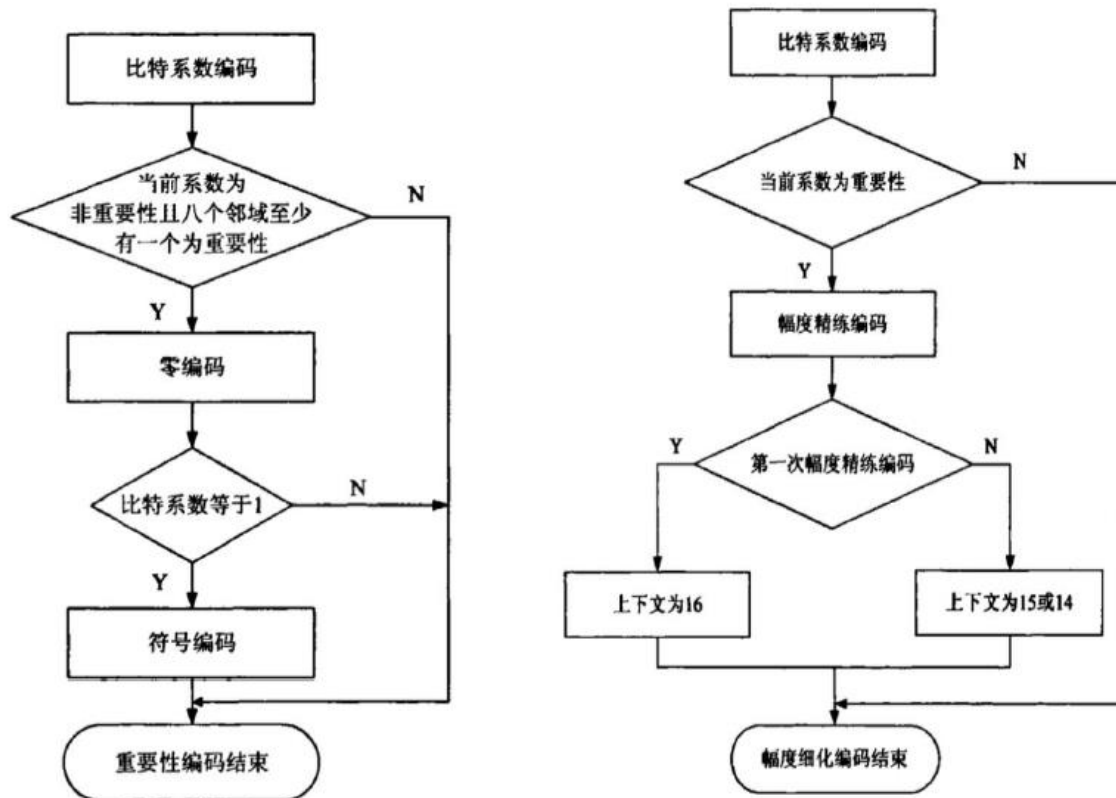 比特系数编码
当前系数为
非重要性且八个邻域至少
有一个为重要性
N
Y
零编码
比特系数等于1
N
Y
符号编码
重要性编码结束
比特系数编码
当前系数为重要性
N
Y
幅度精练编码
第一次幅度精练编码
Y
N
上下文为16
上下文为15或14
幅度细化编码结束